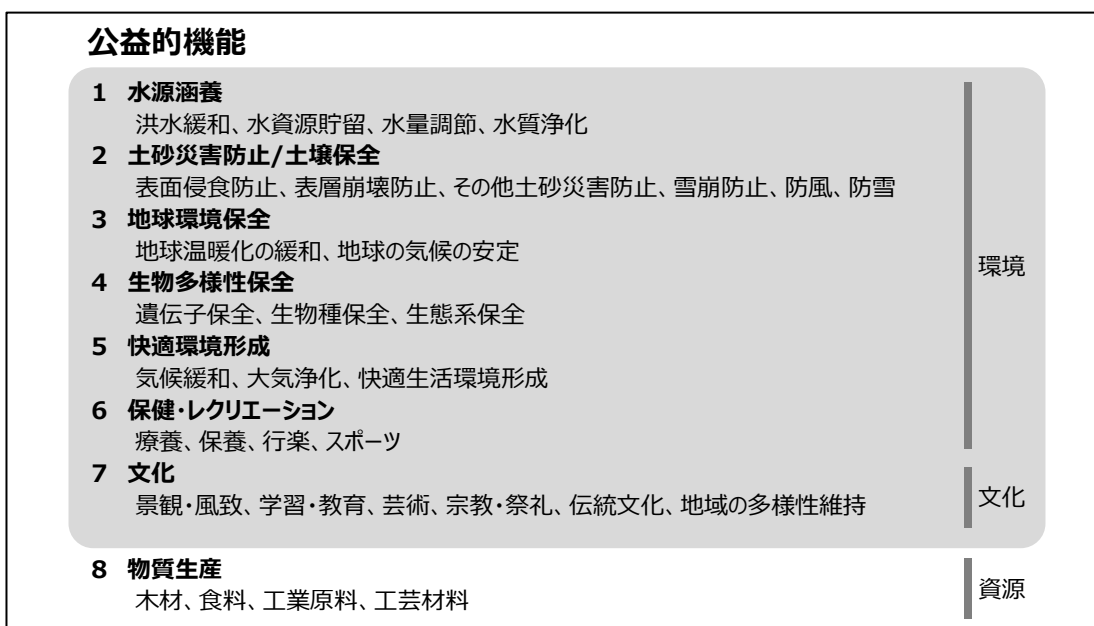 公益的機能
1 水源涵養
洪水緩和、水資源貯留、水量調節、水質浄化
2 土砂災害防止/土壌保全
表面侵食防止、表層崩壊防止、その他土砂災害防止、雪崩防止、防風、防雪
3 地球環境保全
地球温暖化の緩和、地球の気候の安定
4 生物多様性保全
遺伝子保全、生物種保全、生態系保全
5 快適環境形成
気候緩和、大気浄化、快適生活環境形成
6 保健・レクリエーション
療養、保養、行楽、スポーツ
環境
7 文化
景観・風致、学習・教育、芸術、宗教・祭礼、伝統文化、地域の多様性維持
文化
8 物質生産
木材、食料、工業原料、工芸材料
資源